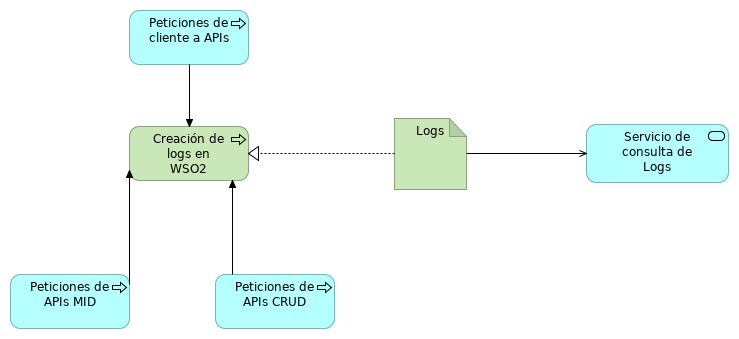 Peticiones de
cliente a APIs
Creación de
logs en
WSO2
Logs
Servicio de
consulta de
Logs
Peticiones de
APIs MID
Peticiones de
APIs CRUD